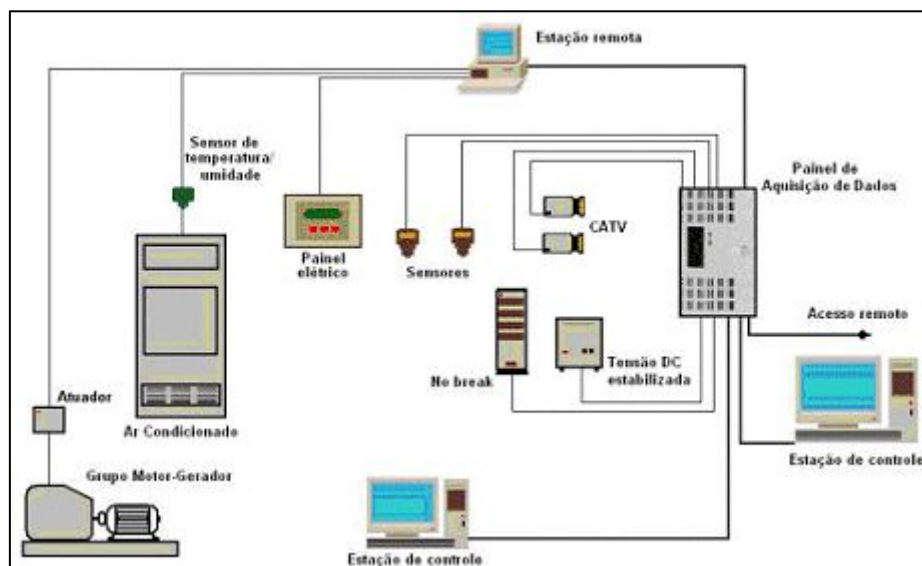 Estação remota
Sensor de
temperatura/
umidade
Painel de
Aquisição de Dados
CATV
Painel
elétrico
Sensores
Acesso remoto
No break
Tensão DC
estabilizada
Atuador
Ar Condicionado
Estação de controle
Grupo Motor-Gerador
Estação de controle